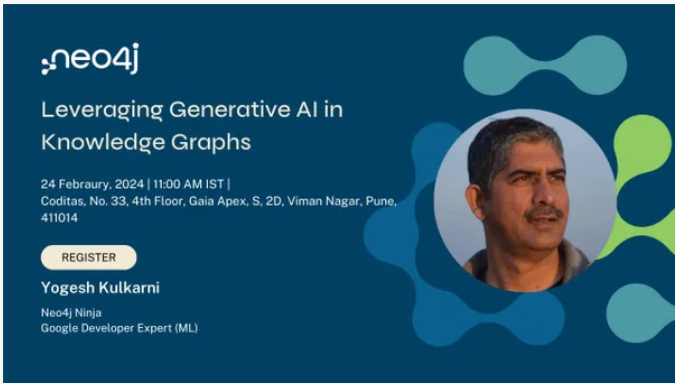 neo4j
Leveraging Generative AI in
Knowledge Graphs
24 Febraury, 2024 | 11:00 AM IST |
Coditas, No. 33, 4th Floor, Gaia Apex, S, 2D, Viman Nagar, Pune,
411014
REGISTER
Yogesh Kulkarni
Neo4j Ninja
Google Developer Expert (ML)